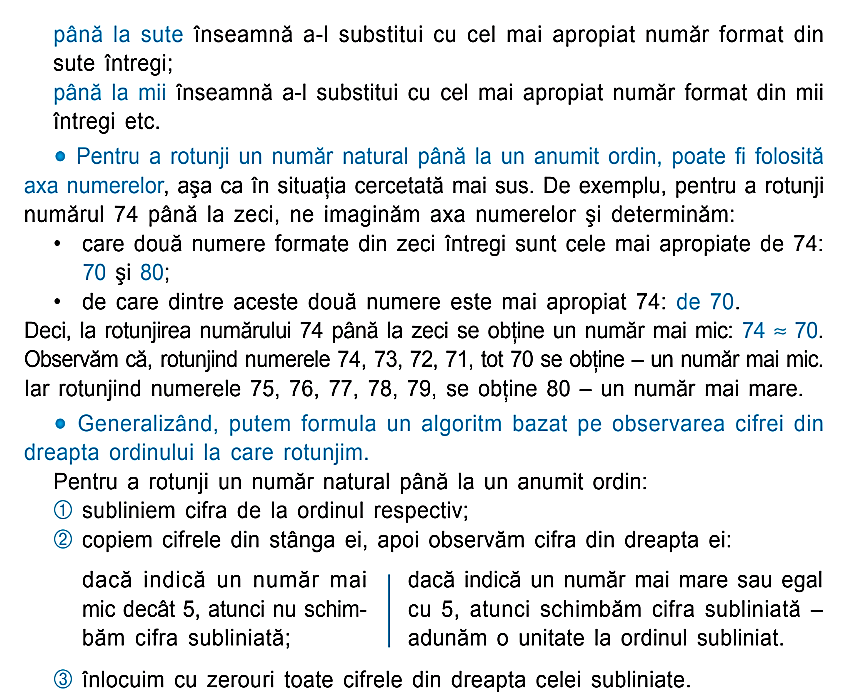 până la sute înseamnă a-l substitui cu cel mai apropiat număr format din
sute întregi;
până la mii înseamnă a-l substitui cu cel mai apropiat număr format din mii
întregi etc.
• Pentru a rotunji un număr natural până la un anumit ordin, poate fi folosită
axa numerelor, aşa ca în situaţia cercetată mai sus. De exemplu, pentru a rotunji
numărul 74 până la zeci, ne imaginăm axa numerelor şi determinăm:
• care două numere formate din zeci întregi sunt cele mai apropiate de 74:
70 şi 80;
• de care dintre aceste două numere este mai apropiat 74: de 70.
Deci, la rotunjirea numărului 74 până la zeci se obţine un număr mai mic: 74 ≈ 70.
Observăm că, rotunjind numerele 74, 73, 72, 71, tot 70 se obţine – un număr mai mic.
Iar rotunjind numerele 75, 76, 77, 78, 79, se obţine 80 – un număr mai mare.
• Generalizând, putem formula un algoritm bazat pe observarea cifrei din
dreapta ordinului la care rotunjim.
Pentru a rotunji un număr natural până la un anumit ordin:
① subliniem cifra de la ordinul respectiv;
② copiem cifrele din stânga ei, apoi observăm cifra din dreapta ei:
dacă indică un număr mai
mic decât 5, atunci nu schim-
băm cifra subliniată;
dacă indică un număr mai mare sau egal
cu 5, atunci schimbăm cifra subliniată –
adunăm o unitate la ordinul subliniat.
③ înlocuim cu zerouri toate cifrele din dreapta celei subliniate.